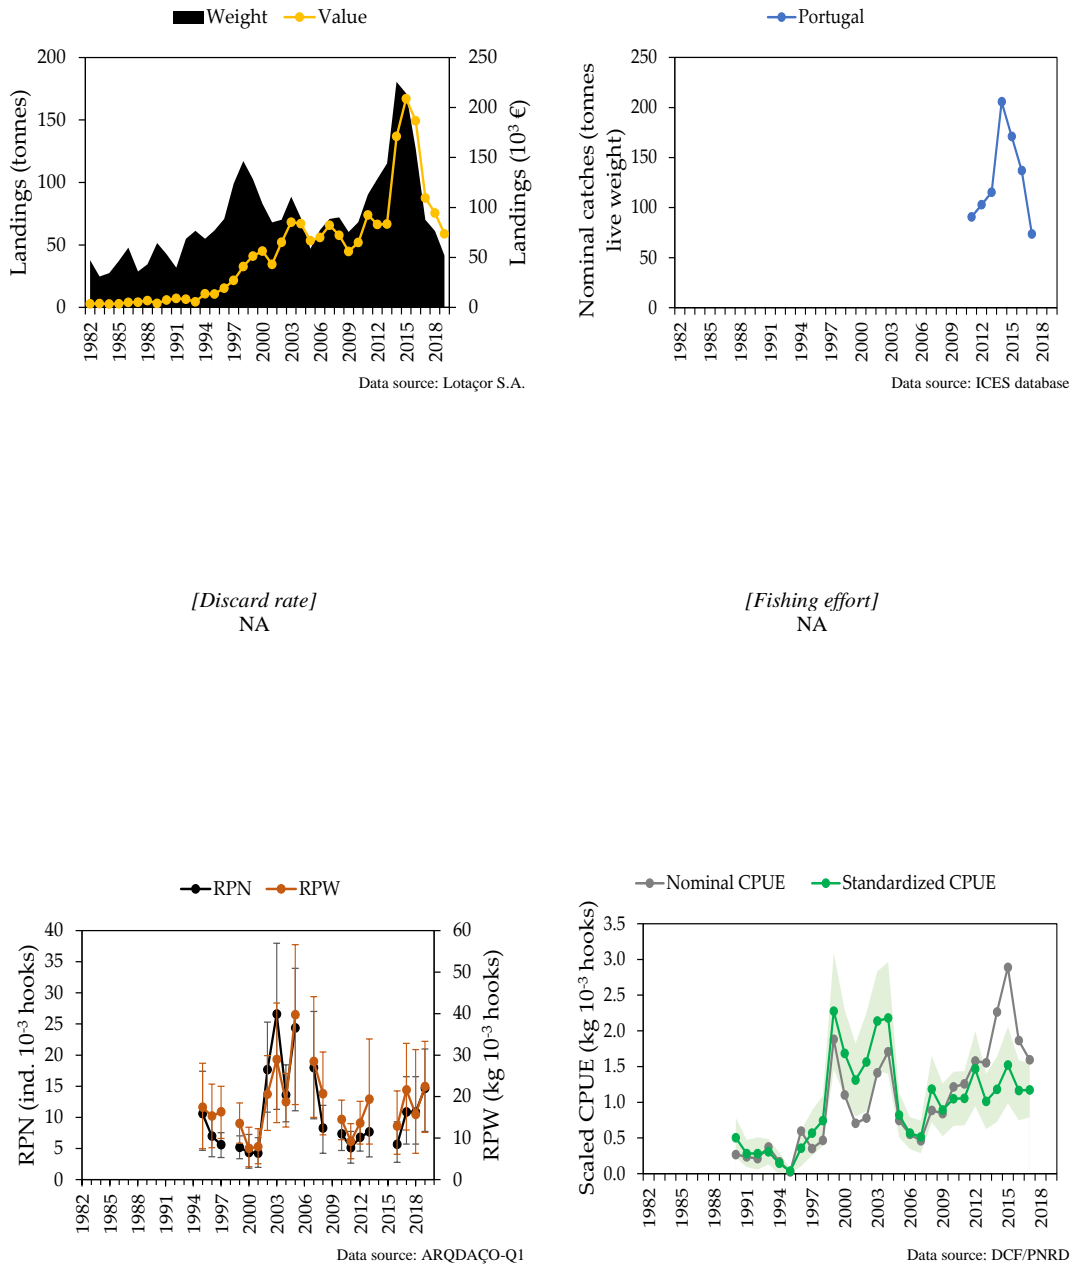 Weight Value
Landings (tonnes)
200
150
100
50
0
250
200
150
100
50
0
Landings (10³ €)
1982 1985 1988 1991 1994 1997 2000 2003 2006 2009 2012 2015 2018
Data source: Lotaçor S.A.
Portugal
Nominal catches (tonnes
live weight)
250
200
150
100
50
0
1982 1985 1988 1991 1994 1997 2000 2003 2006 2009 2012 2015 2018
Data source: ICES database
[Discard rate]
NA
[Fishing effort]
NA
RPN RPW
RPN (ind. 10⁻³ hooks)
40
35
30
25
20
15
10
5
0
60
50
40
30
20
10
0
RPW (kg 10⁻³ hooks)
1982 1985 1988 1991 1994 1997 2000 2003 2006 2009 2012 2015 2018
Data source: ARQDAÇO-Q1
Nominal CPUE Standardized CPUE
Scaled CPUE (kg 10⁻³ hooks)
3.5
3.0
2.5
2.0
1.5
1.0
0.5
0.0
1982 1985 1988 1991 1994 1997 2000 2003 2006 2009 2012 2015 2018
Data source: DCF/PNRD